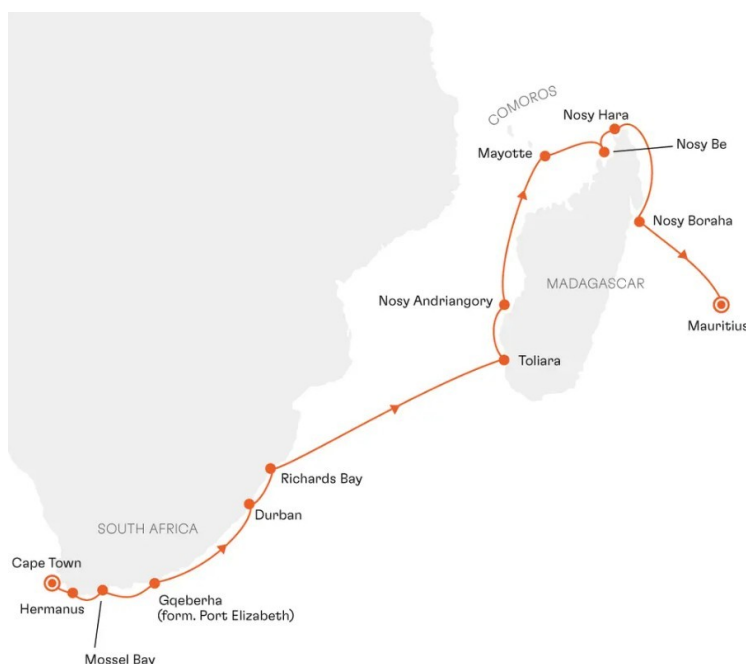 COMOROS
Nosy Hara
Mayotte
Nosy Be
Nosy Boraha
MADAGASCAR
Nosy Andriangory
Mauritius
Toliara
Richards Bay
Durban
SOUTH AFRICA
Cape Town
Hermanus
Gqeberha
(form. Port Elizabeth)
Mossel Bay